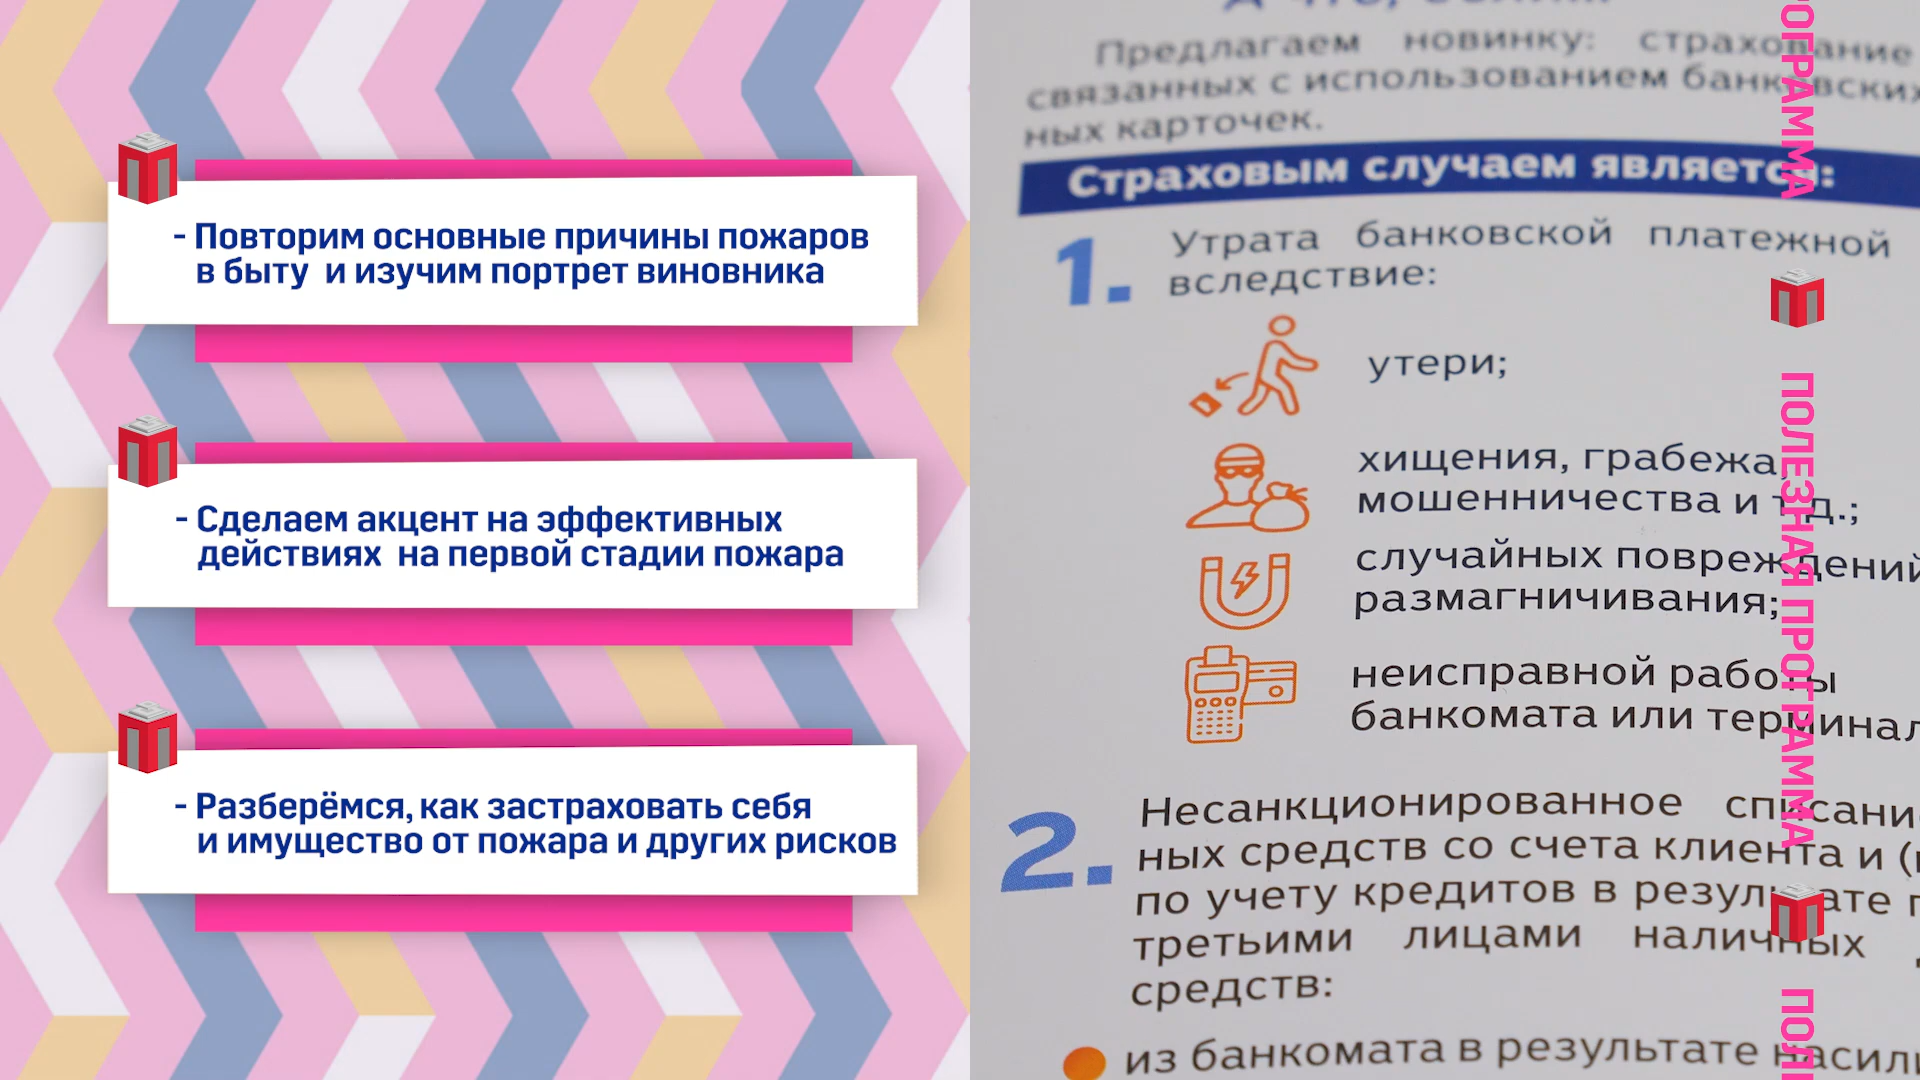 - Повторим основные причины пожаров
в быту и изучим портрет виновника
- Сделаем акцент на эффективных
действиях на первой стадии пожара
- Разберёмся, как застраховать себя
и имущество от пожара и других рисков
Предлагаем новинку: страхование
связанных с использованием банковских
ных карточек.
Страховым случаем является:
1. Утрата банковской платежной
вследствие:
утери;
хищения, грабежа,
мошенничества и т.д.;
случайных повреждений
размагничивания;
неисправной работы
банкомата или терминал
2. Несанкционированное списани
ных средств со счета клиента и (
по учету кредитов в результате
третьими лицами наличных
средств:
из банкомата в результате насил
ОГРАММА
ПОЛЕЗНАЯ ПРОГРАММА
ПОЛ